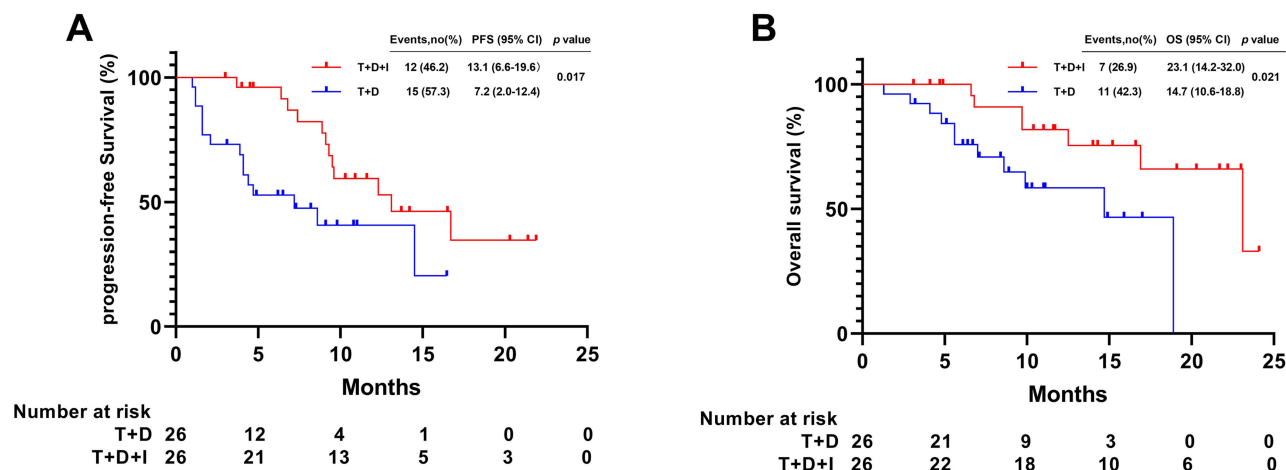 A
Events,no(%) PFS (95% CI) p value
T+D+I 12 (46.2) 13.1 (6.6-19.6) 0.017
T+D 15 (57.3) 7.2 (2.0-12.4)
progression-free Survival (%)
100
50
0
0 5 10 15 20 25
Months
Number at risk
T+D 26 12 4 1 0 0
T+D+I 26 21 13 5 3 0
B
Events,no(%) OS (95% CI) p value
T+D+I 7 (26.9) 23.1 (14.2-32.0) 0.021
T+D 11 (42.3) 14.7 (10.6-18.8)
Overall survival (%)
100
50
0
0 5 10 15 20 25
Months
Number at risk
T+D 26 21 9 3 0 0
T+D+I 26 22 18 10 6 0